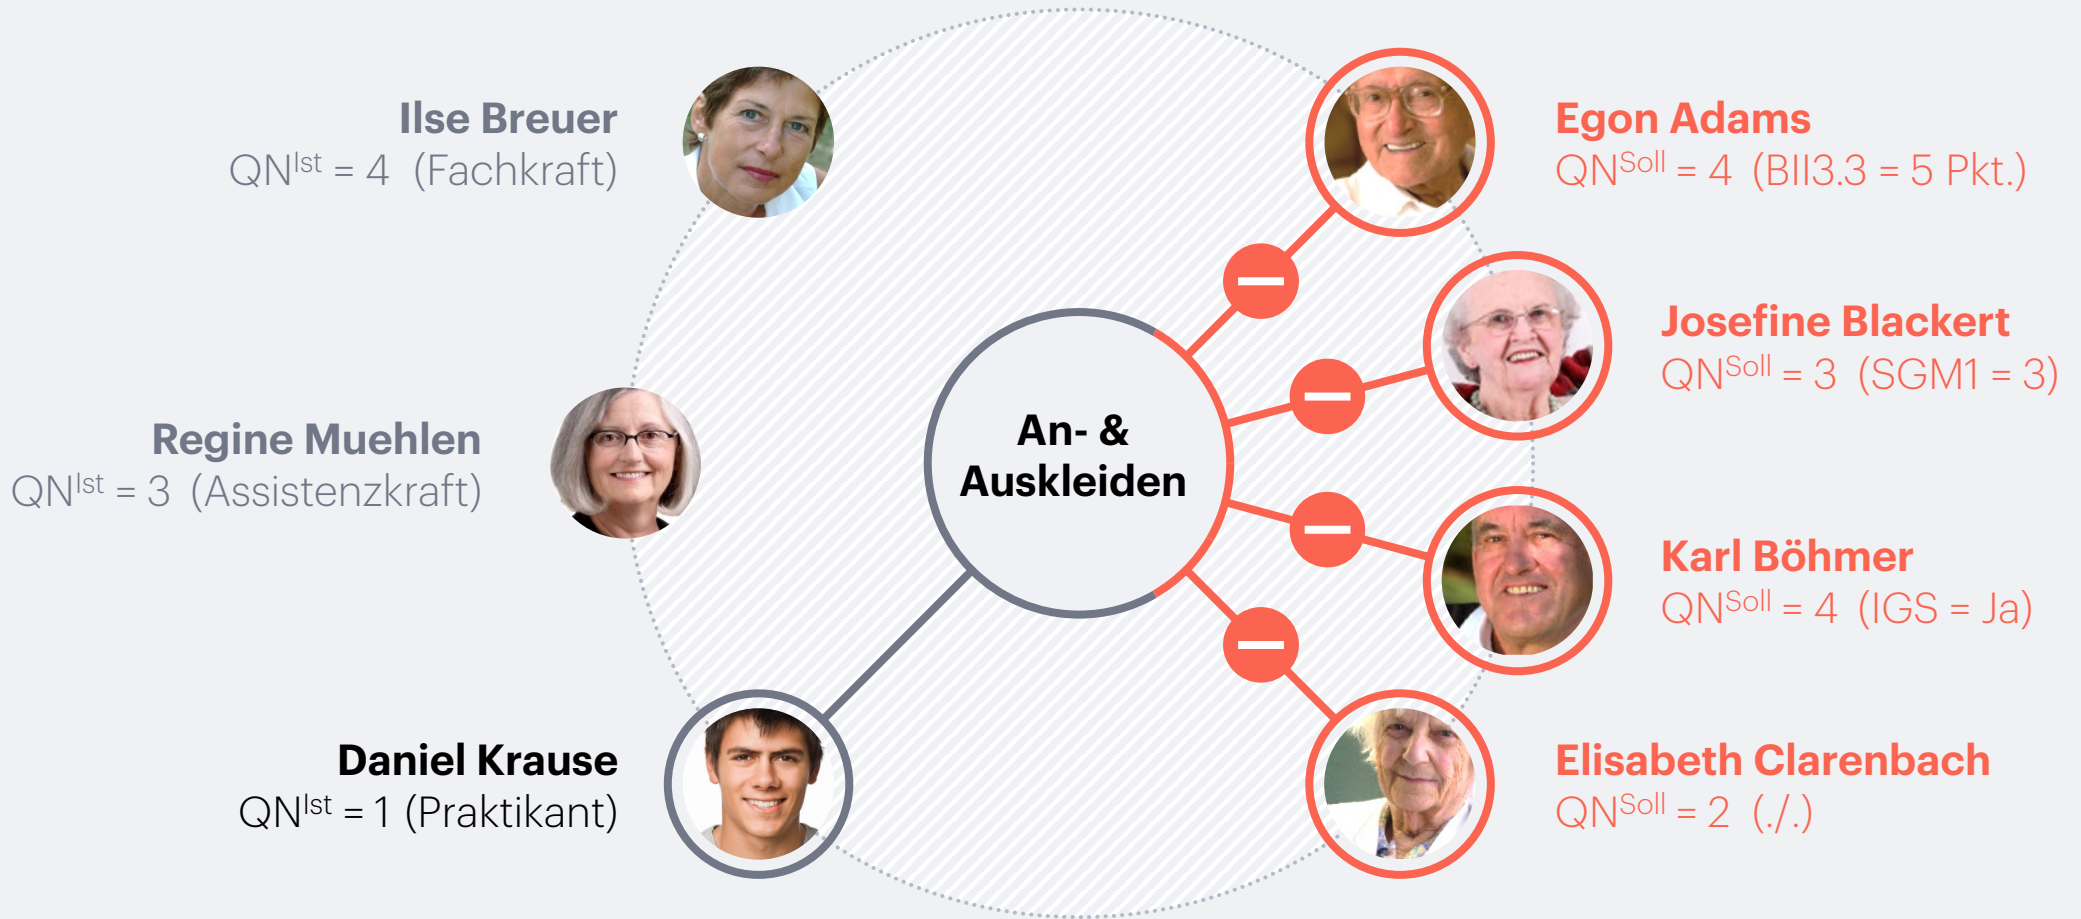 Ilse Breuer
QNIst = 4 (Fachkraft)
Regine Muehlen
QNIst = 3 (Assistenzkraft)
Daniel Krause
QNIst = 1 (Praktikant)
An- &
Auskleiden
Egon Adams
QNSoll = 4 (BII3.3 = 5 Pkt.)
Josefine Blackert
QNSoll = 3 (SGM1 = 3)
Karl Böhmer
QNSoll = 4 (IGS = Ja)
Elisabeth Clarenbach
QNSoll = 2 (./.)